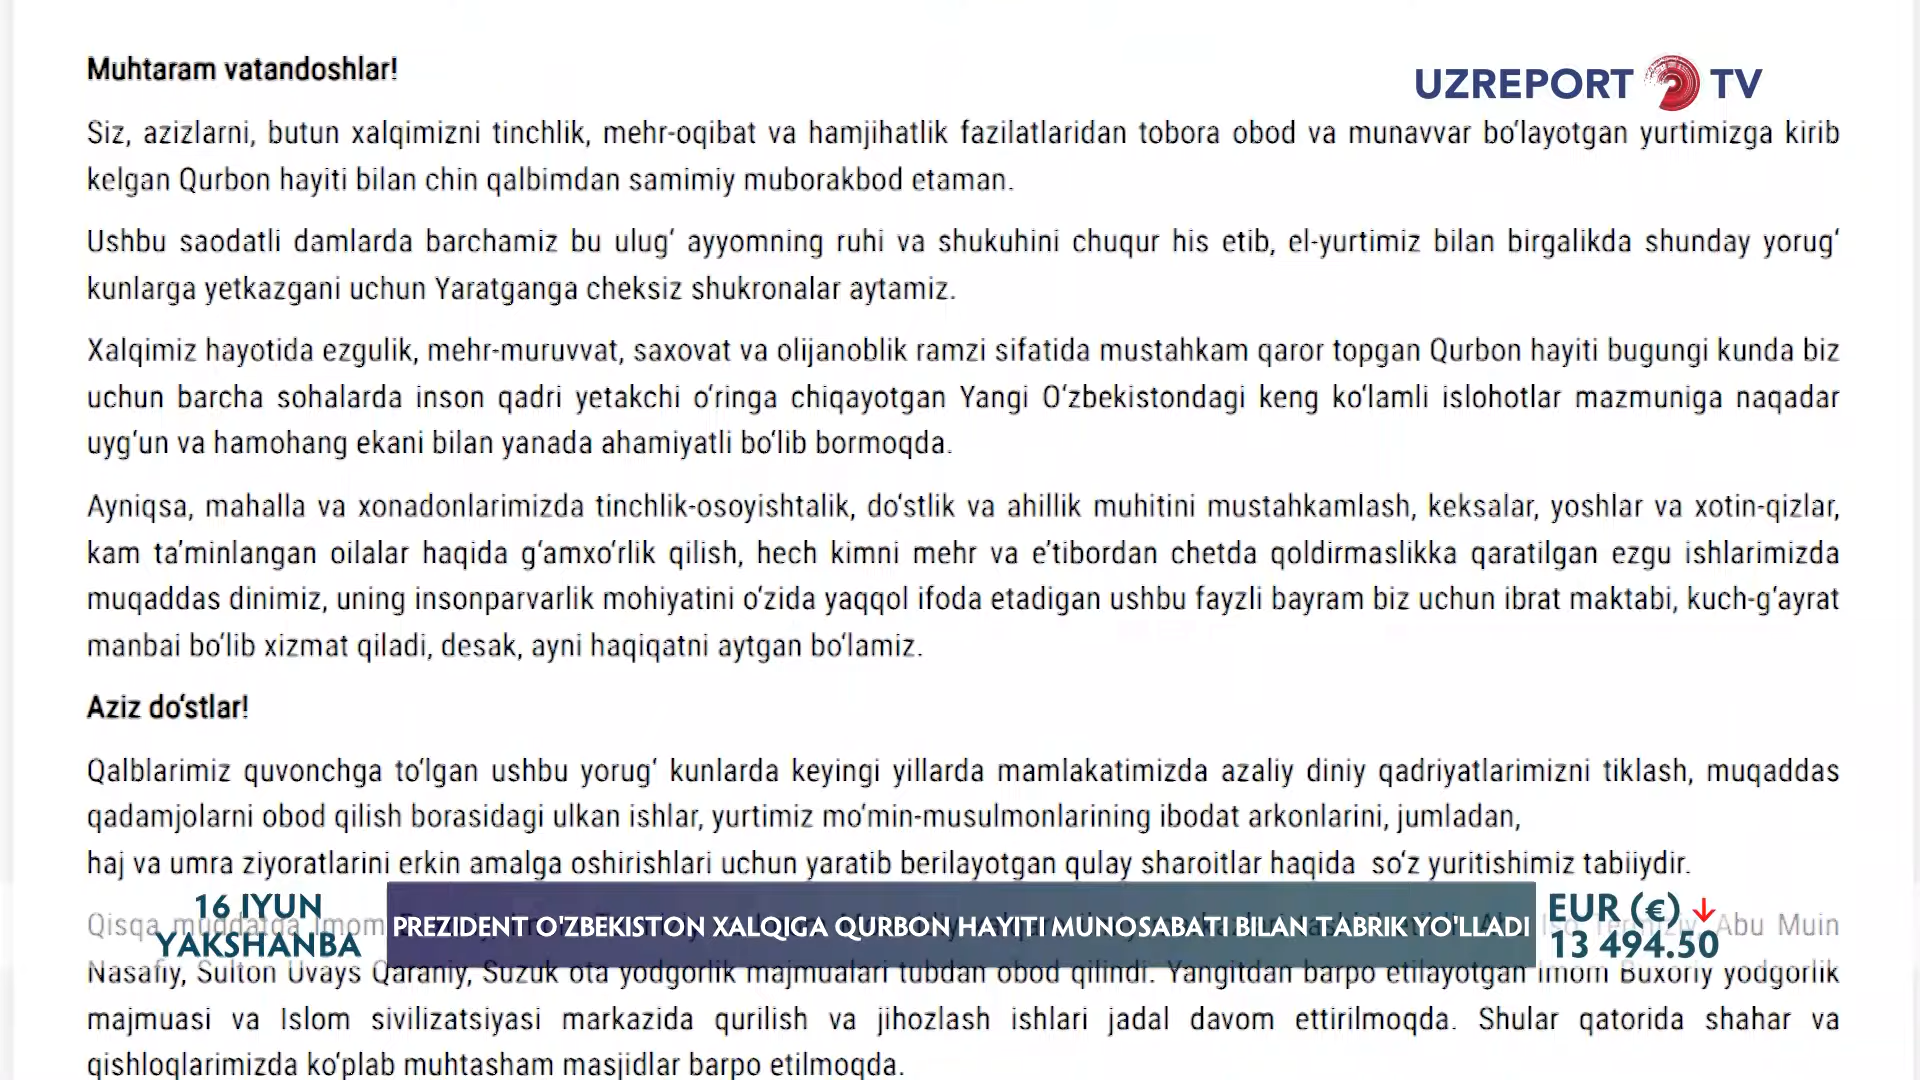 Muhtaram vatandoshlar!
UZREPORT TV
Siz, azizlarni, butun xalqimizni tinchlik, mehr-oqibat va hamjihatlik fazilatlaridan tobora obod va munavvar bo‘layotgan yurtimizga kirib
kelgan Qurbon hayiti bilan chin qalbimdan samimiy muborakbod etaman.
Ushbu saodatli damlarda barchamiz bu ulug‘ ayyomning ruhi va shukuhini chuqur his etib, el-yurtimiz bilan birgalikda shunday yorug‘
kunlarga yetkazgani uchun Yaratganga cheksiz shukronalar aytamiz.
Xalqimiz hayotida ezgulik, mehr-muruvvat, saxovat va olijanoblik ramzi sifatida mustahkam qaror topgan Qurbon hayiti bugungi kunda biz
uchun barcha sohalarda inson qadri yetakchi o‘ringa chiqayotgan Yangi O‘zbekistondagi keng ko‘lamli islohotlar mazmuniga naqadar
uyg‘un va hamohang ekani bilan yanada ahamiyatli bo‘lib bormoqda.
Ayniqsa, mahalla va xonadonlarimizda tinchlik-osoyishtalik, do‘stlik va ahillik muhitini mustahkamlash, keksalar, yoshlar va xotin-qizlar,
kam ta’minlangan oilalar haqida g‘amxo‘rlik qilish, hech kimni mehr va e’tibordan chetda qoldirmaslikka qaratilgan ezgu ishlarimizda
muqaddas dinimiz, uning insonparvarlik mohiyatini o‘zida yaqqol ifoda etadigan ushbu fayzli bayram biz uchun ibrat maktabi, kuch-g‘ayrat
manbai bo‘lib xizmat qiladi, desak, ayni haqiqatni aytgan bo‘lamiz.
Aziz do‘stlar!
Qalblarimiz quvonchga to‘lgan ushbu yorug‘ kunlarda keyingi yillarda mamlakatimizda azaliy diniy qadriyatlarimizni tiklash, muqaddas
qadamjolarni obod qilish borasidagi ulkan ishlar, yurtimiz mo‘min-musulmonlarining ibodat arkonlarini, jumladan,
haj va umra ziyoratlarini erkin amalga oshirishlari uchun yaratib berilayotgan qulay sharoitlar haqida so‘z yuritishimiz tabiiydir.
Qisqa muddatda Imom Abu Muin
Nasafiy, Sulton Uvays Qaraniy, Suzuk ota yodgorlik majmualari tubdan obod qilindi. Yangitdan barpo etilayotgan Imom Buxoriy yodgorlik
majmuasi va Islom sivilizatsiyasi markazida qurilish va jihozlash ishlari jadal davom ettirilmoqda. Shular qatorida shahar va
qishloqlarimizda ko‘plab muhtasham masjidlar barpo etilmoqda.
16 IYUN
YAKSHANBA
PREZIDENT O'ZBEKISTON XALQIGA QURBON HAYITI MUNOSABATI BILAN TABRIK YO'LLADI
EUR (€) ↓
13 494.50